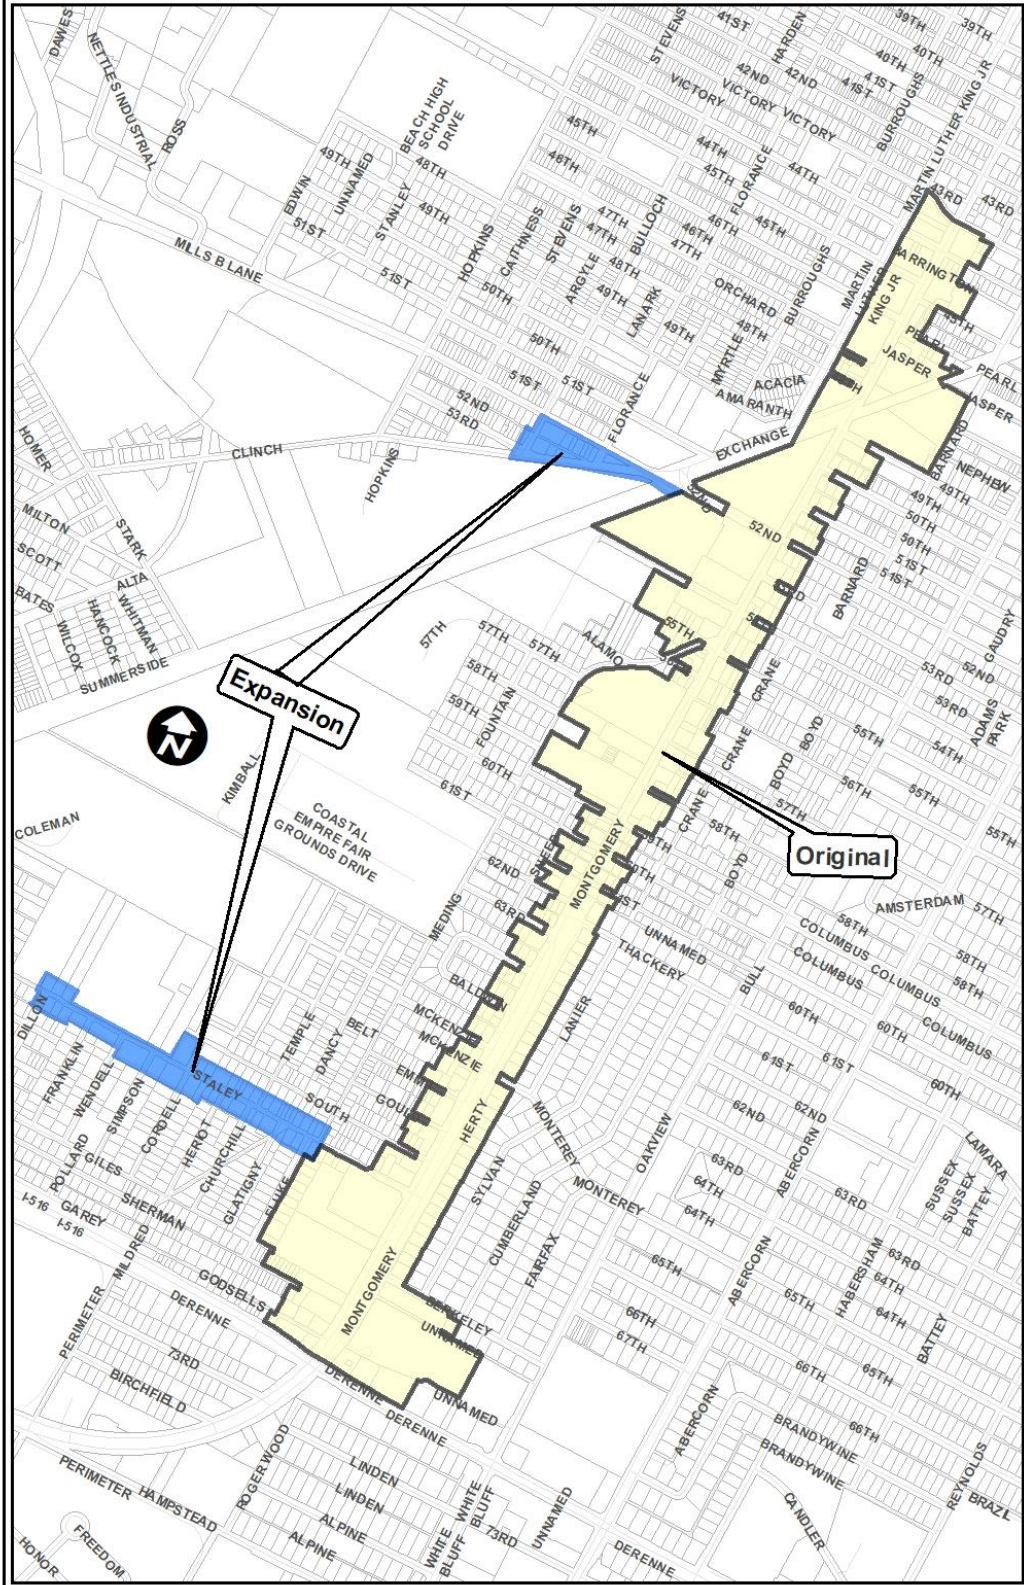 DAWES
NETTLES INDUSTRIAL
ROSS
STEVENS
41ST
HARDEN
39TH
39TH
40TH
40TH
42ND
42ND
41ST
41ST
VICTORY
VICTORY
VICTORY
BURROUGHS
MARTIN LUTHER KING JR
BEACH HIGH
SCHOOL
DRIVE
45TH
46TH
44TH
44TH
45TH
FLORANCE
49TH
UNNAMED
48TH
EDWIN
STANLEY
49TH
51ST
HOPKINS
CAITHNESS
STEVENS
47TH
47TH
BULLOCH
46TH
46TH
45TH
47TH
43RD
43RD
MILLS B LANE
51ST
50TH
ARGYLE
48TH
49TH
LANARK
ORCHARD
BURROUGHS
MARTIN
LUTHER
KING JR
49TH
48TH
MYRTLE
ACACIA
AMARANTH
PEARL
JASPER
PEARL
JASPER
50TH
51ST
51ST
52ND
53RD
FLORANCE
EXCHANGE
BARNARD
NEPHEW
HOMER
CLINCH
HOPKINS
49TH
49TH
50TH
50TH
51ST
51ST
52ND
52ND
MILTON
SCOTT
BATES
STARK
ALTA
WILCOX
HANCOCK
WHITMAN
SUMMERSIDE
BARNARD
GAUDRY
57TH
57TH
57TH
ALAMO
55TH
58TH
59TH
FOUNTAIN
60TH
61ST
CRANE
53RD
52ND
53RD
ADAMS
PARK
Expansion
N
KIMBALL
CRANE
BOYD
BOYD
55TH
54TH
56TH
55TH
57TH
55TH
COLEMAN
COASTAL
EMPIRE FAIR
GROUNDS DRIVE
CRANE
58TH
59TH
BOYD
Original
62ND
63RD
MEDING
MONTGOMERY
AMSTERDAM
57TH
58TH
58TH
58TH
COLUMBUS
COLUMBUS
COLUMBUS
COLUMBUS
UNNAMED
THACKERY
BULL
60TH
60TH
60TH
BALDWIN
MCKENZIE
MCKENZIE
LANIER
61ST
61ST
62ND
62ND
DILLON
TEMPLE
DANCY
BELT
SOUTH
STALEY
FRANKLIN
WENDELL
SIMPSON
CORDELL
HERIOT
CHURCHILL
GLATIGNY
FLUKE
POLLARD
GILES
SHERMAN
GAREY
I-516
I-516
MILDRED
HERTY
MONTEREY
MONTEREY
OAKVIEW
SYLVAN
CUMBERLAND
FAIRFAX
63RD
63RD
64TH
64TH
ABERCORN
LAMARA
SUSSEX
SUSSEX
BATTEY
63RD
64TH
64TH
HABERSHAM
ABERCORN
65TH
65TH
65TH
66TH
67TH
66TH
66TH
BATTEY
GODSELLS
DERENNE
PERIMETER
73RD
BIRCHFIELD
MONTGOMERY
BERKELEY
UNNAMED
DERENNE
UNNAMED
DERENNE
ABERCORN
BRANDYWINE
BRANDYWINE
REYNOLDS
BRAZIL
CANDLER
PERIMETER
HAMPSTEAD
ROGERWOOD
LINDEN
LINDEN
ALPINE
ALPINE
WHITE
BLUFF
WHITE
BLUFF
73RD
UNNAMED
DERENNE
FREEDOM
HONOR